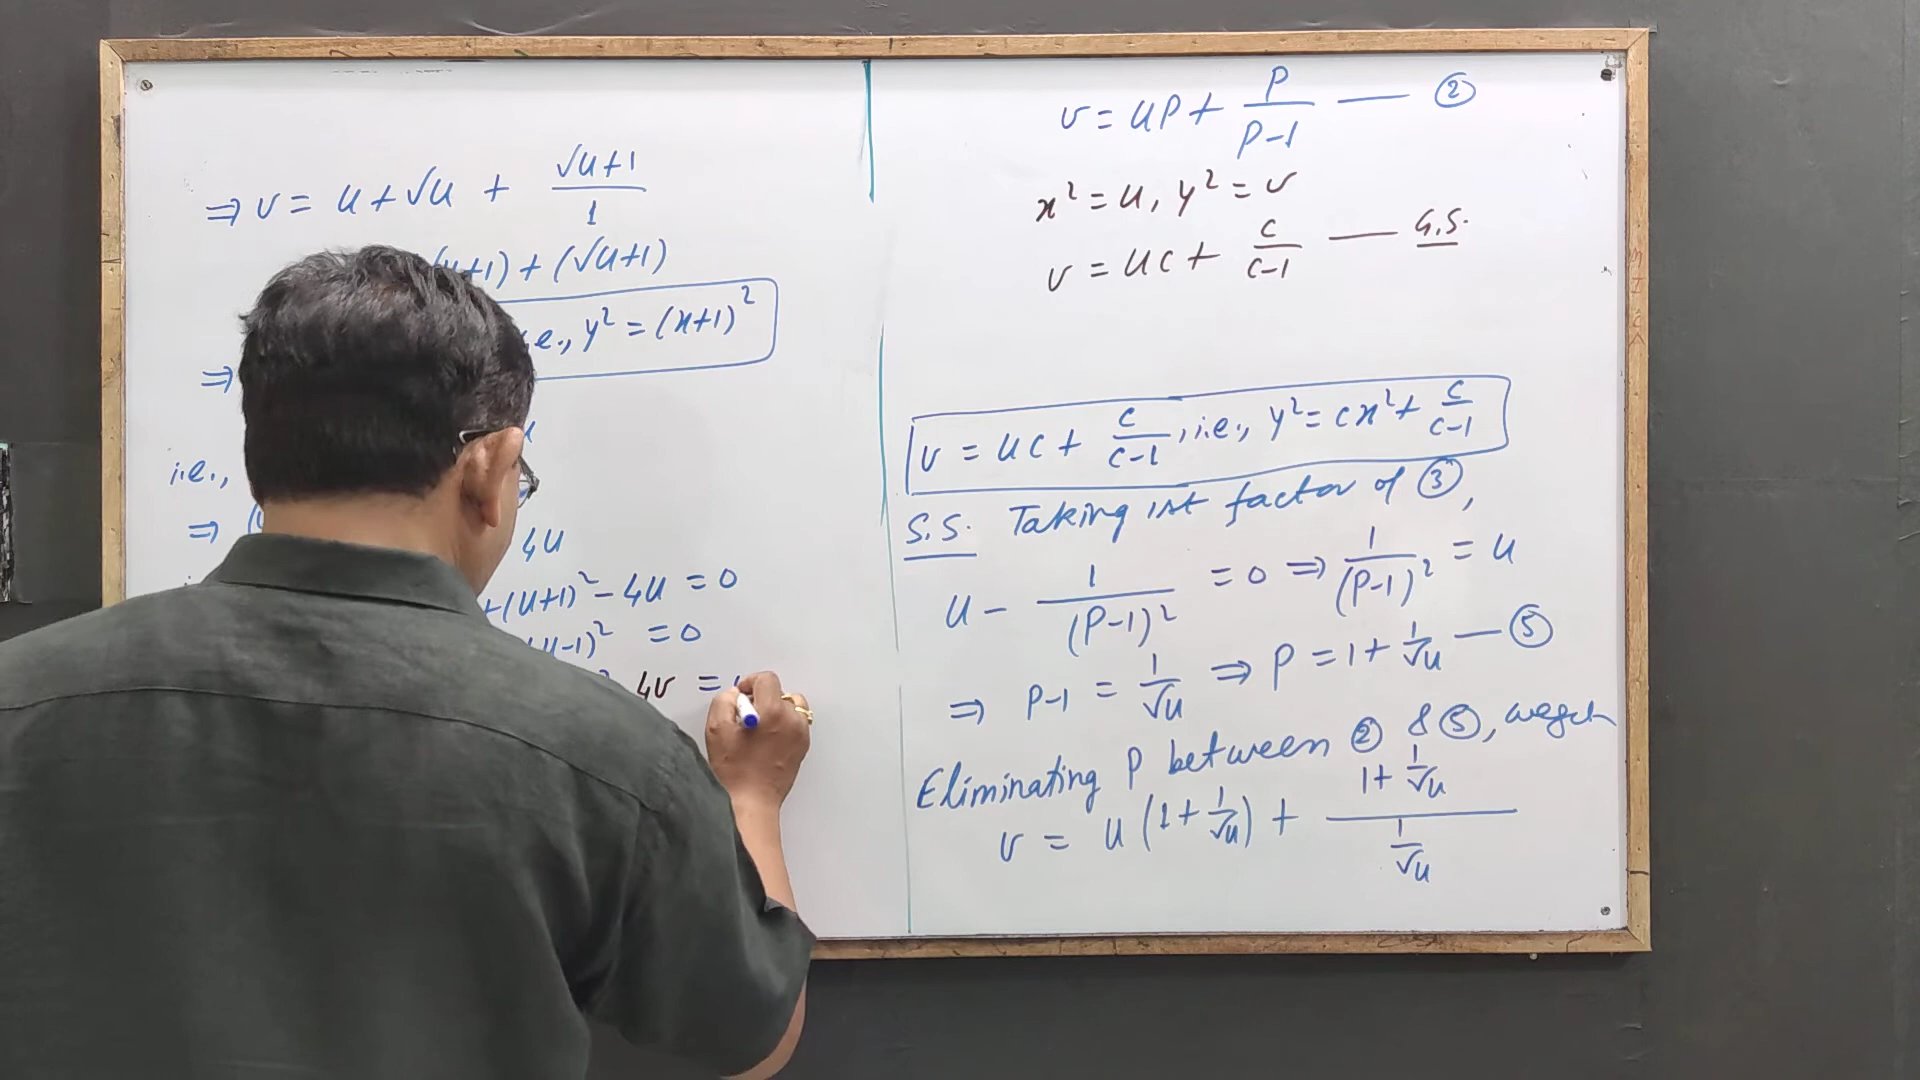 ⇒ v = u + √u + (√u+1)/1
u+1) + (√u+1)
⇒ i.e., y² = (x+1)²
i.e.,
⇒ 4u
+(u+1)² - 4u = 0
u-1)² = 0
4v =
v = up + p/(p-1) — ②
x² = u, y² = v
v = uc + c/(c-1) — G.S.
v = uc + c/(c-1), i.e., y² = cx² + c/(c-1)
S.S. Taking 1st factor of ③,
u - 1/(P-1)² = 0 ⇒ 1/(P-1)² = u
⇒ P-1 = 1/√u ⇒ P = 1 + 1/√u — ⑤
Eliminating P between ② & ⑤, we get
v = u(1 + 1/√u) + (1 + 1/√u)/(1/√u)